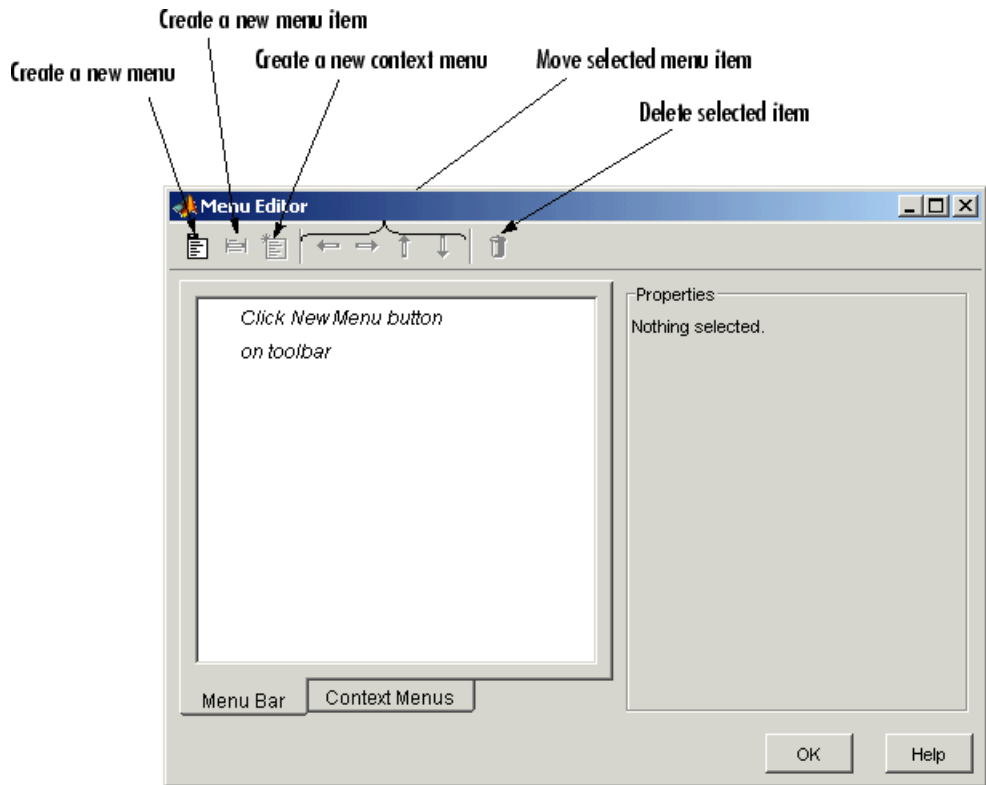 Create a new menu item
Create a new menu
Create a new context menu
Move selected menu item
Delete selected item
Menu Editor
Click New Menu button
on toolbar
Properties
Nothing selected.
Menu Bar
Context Menus
OK
Help